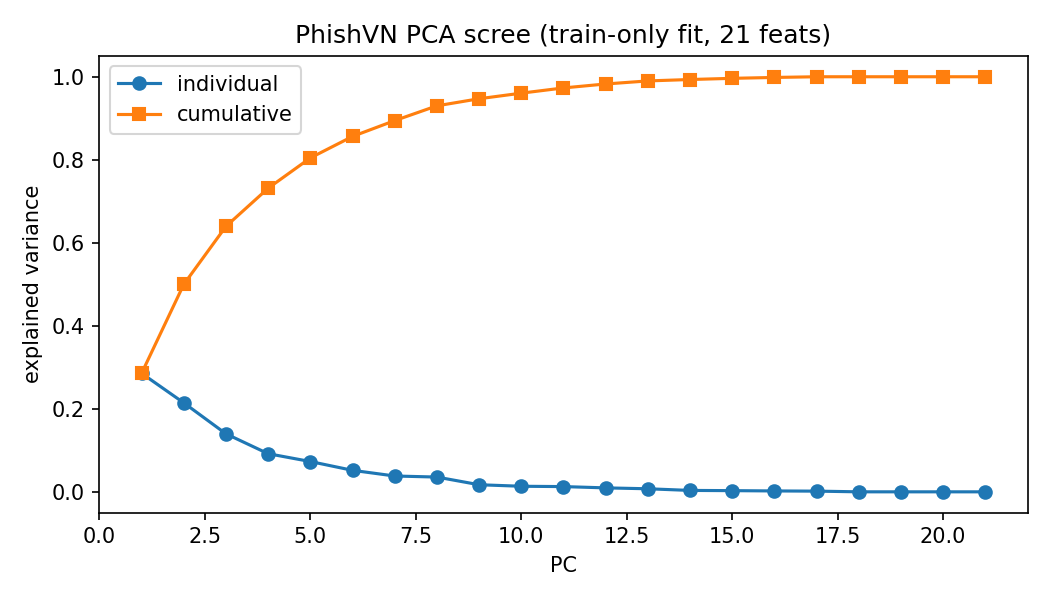 PhishVN PCA scree (train-only fit, 21 feats)
individual
cumulative
1.0
0.8
0.6
0.4
0.2
0.0
explained variance
0.0 2.5 5.0 7.5 10.0 12.5 15.0 17.5 20.0
PC